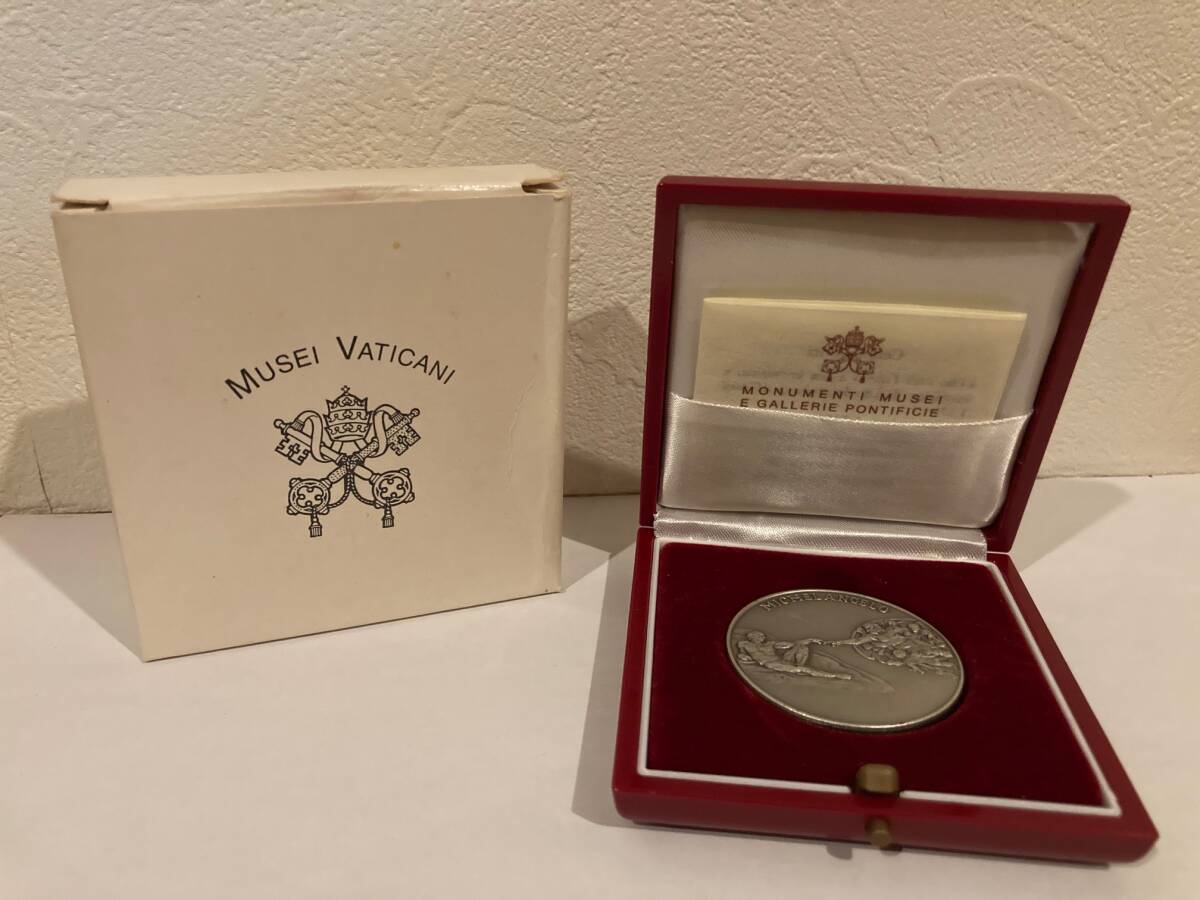 MUSEI VATICANI
MONUMENTI MUSEI
E GALLERIE PONTIFICIE
MICHELANGELO